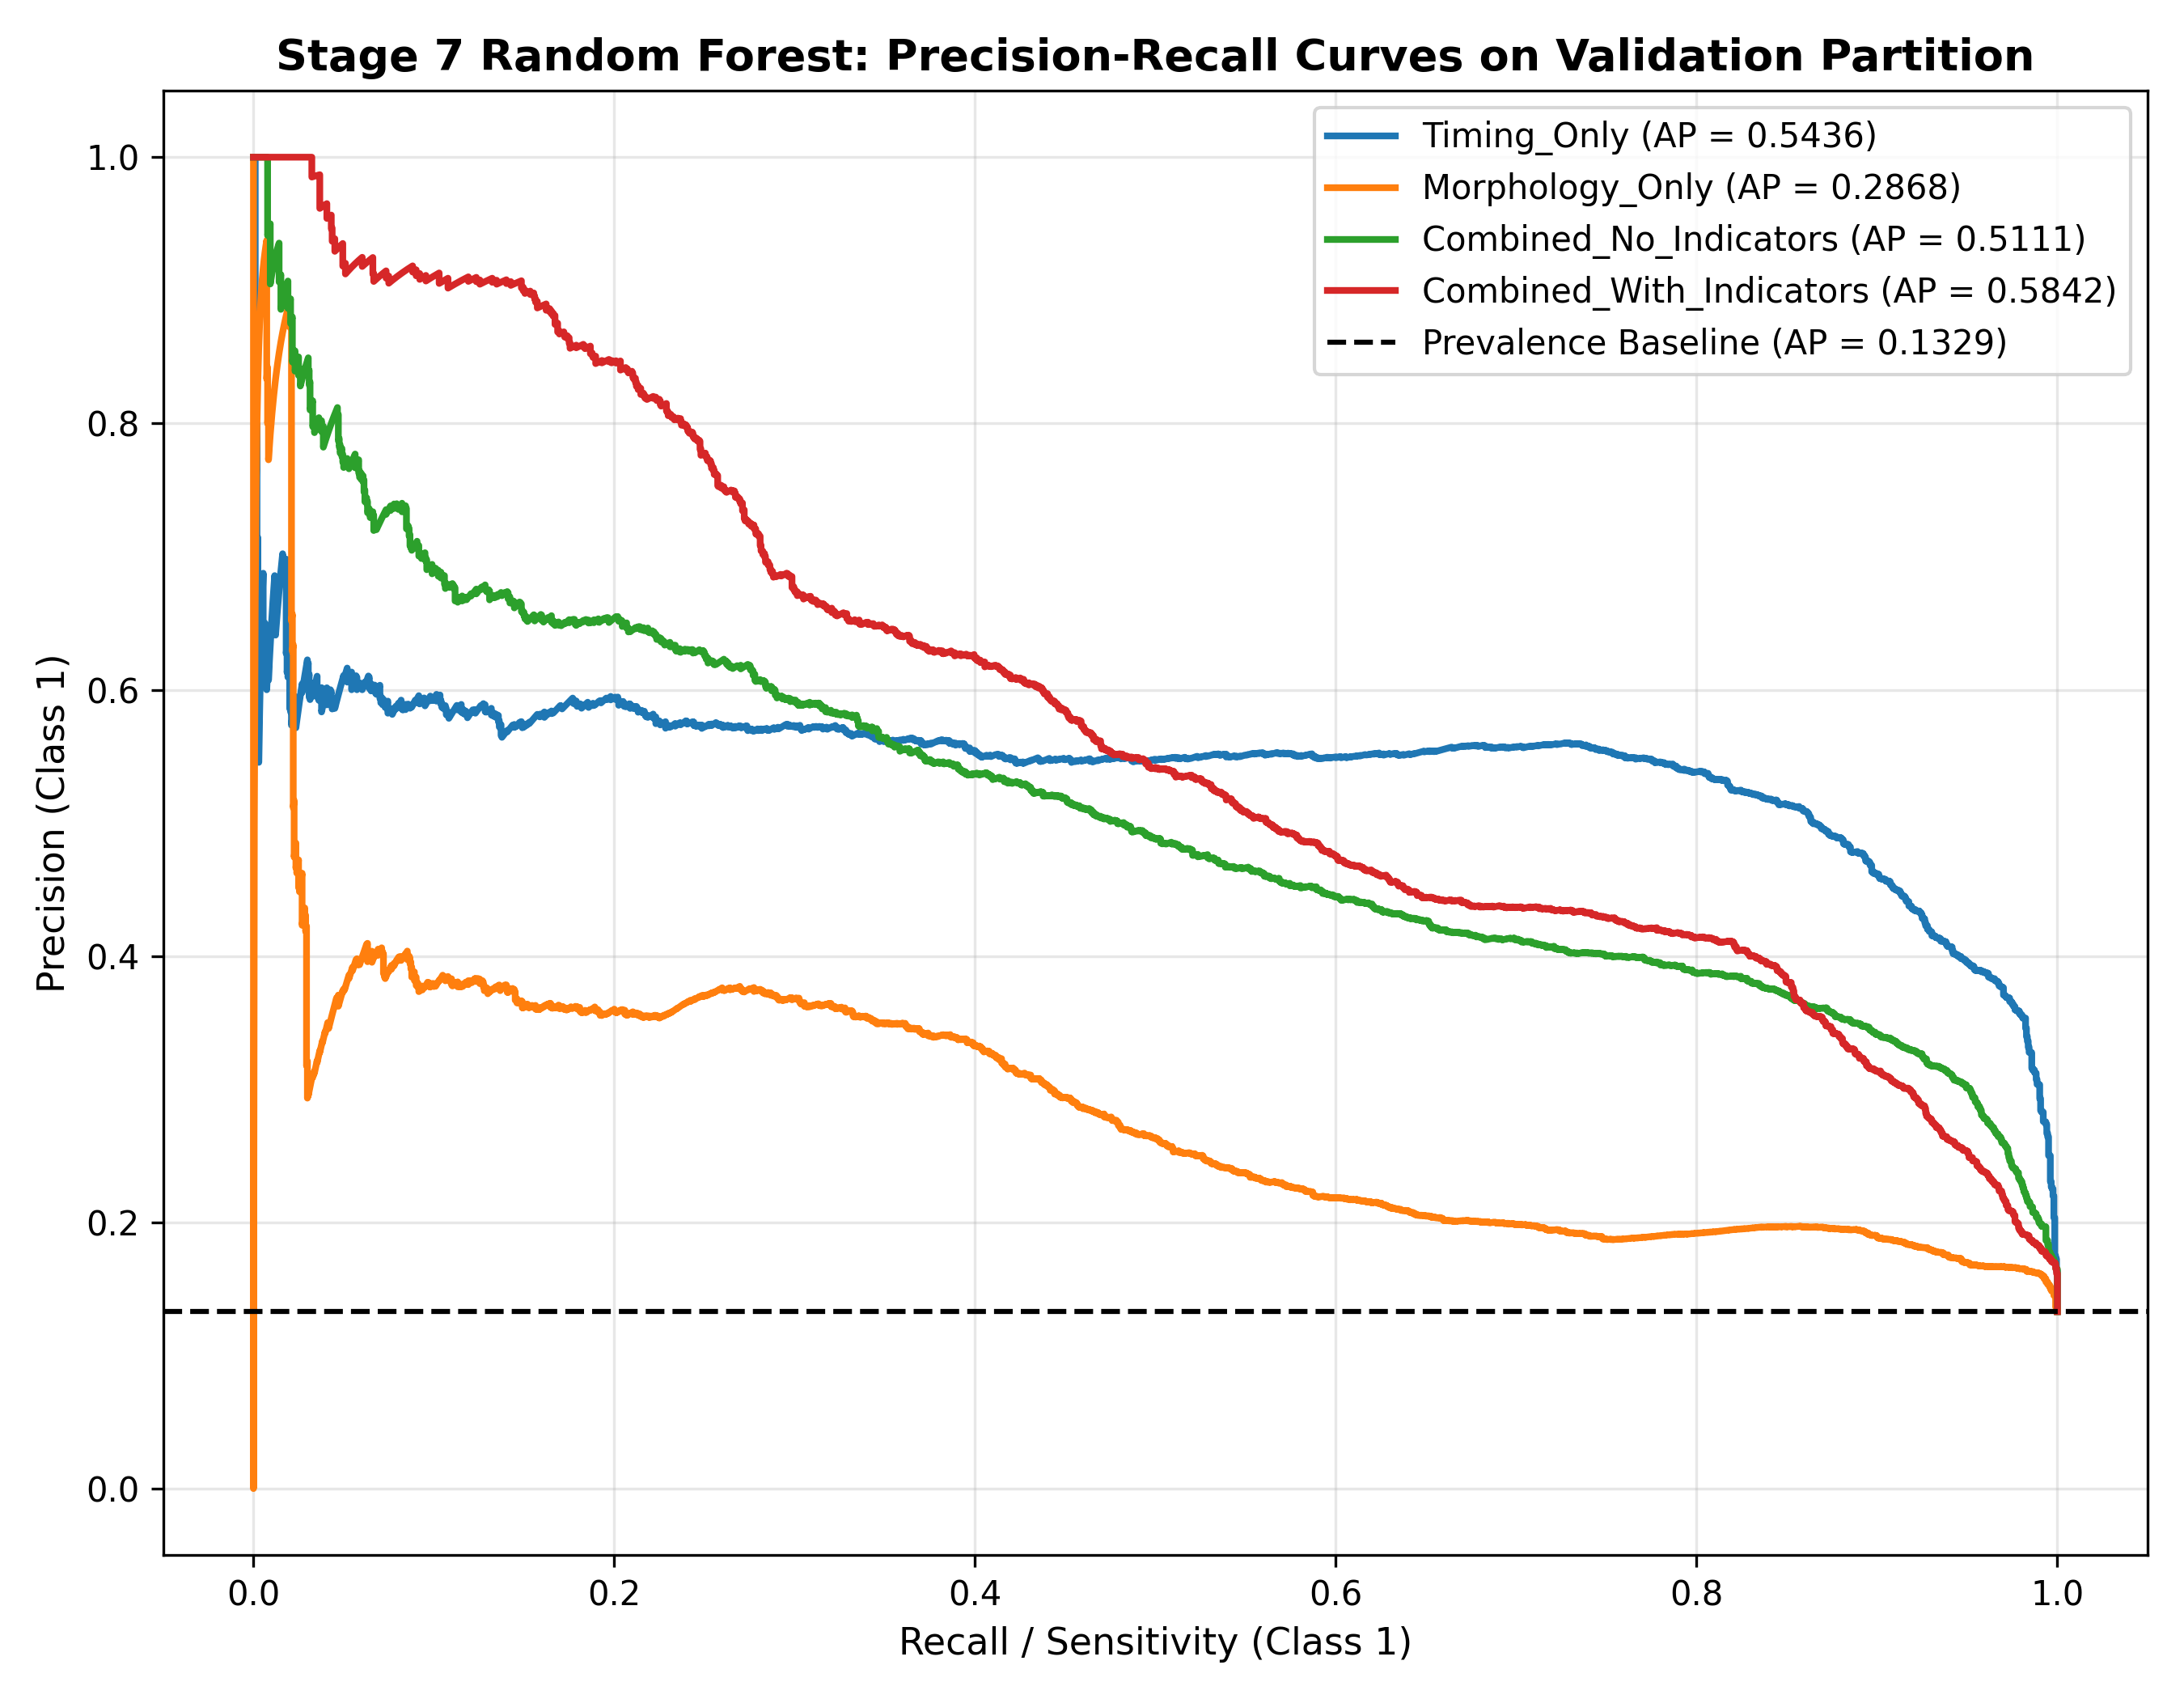 Stage 7 Random Forest: Precision-Recall Curves on Validation Partition
Timing_Only (AP = 0.5436)
Morphology_Only (AP = 0.2868)
Combined_No_Indicators (AP = 0.5111)
Combined_With_Indicators (AP = 0.5842)
Prevalence Baseline (AP = 0.1329)
Precision (Class 1)
1.0
0.8
0.6
0.4
0.2
0.0
0.0 0.2 0.4 0.6 0.8 1.0
Recall / Sensitivity (Class 1)